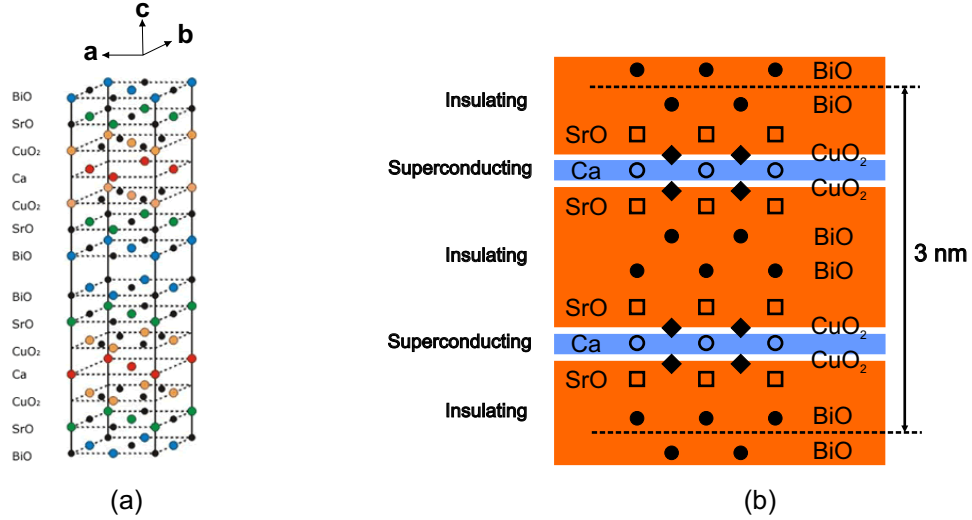 c
a
b
BiO
SrO
CuO₂
Ca
CuO₂
SrO
BiO
BiO
SrO
CuO₂
Ca
CuO₂
SrO
BiO
(a)
BiO
Insulating
BiO
SrO
CuO₂
Superconducting
Ca
CuO₂
SrO
BiO
Insulating
BiO
3 nm
SrO
CuO₂
Superconducting
Ca
CuO₂
SrO
Insulating
BiO
BiO
(b)